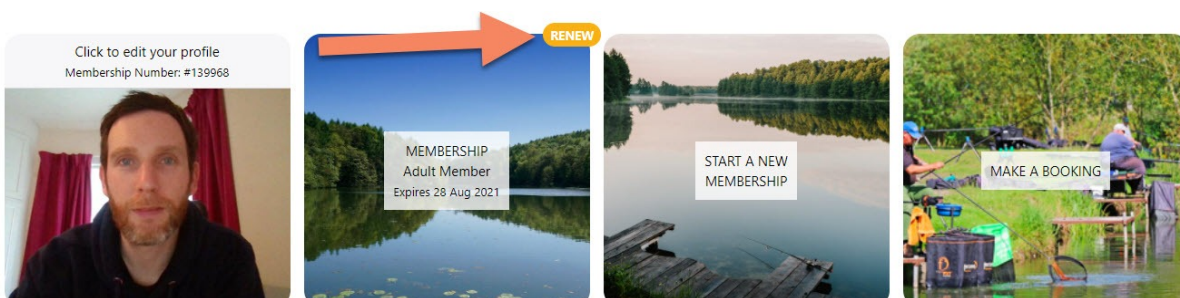 Click to edit your profile
Membership Number: #139968
RENEW
MEMBERSHIP
Adult Member
Expires 28 Aug 2021
START A NEW
MEMBERSHIP
MAKE A BOOKING